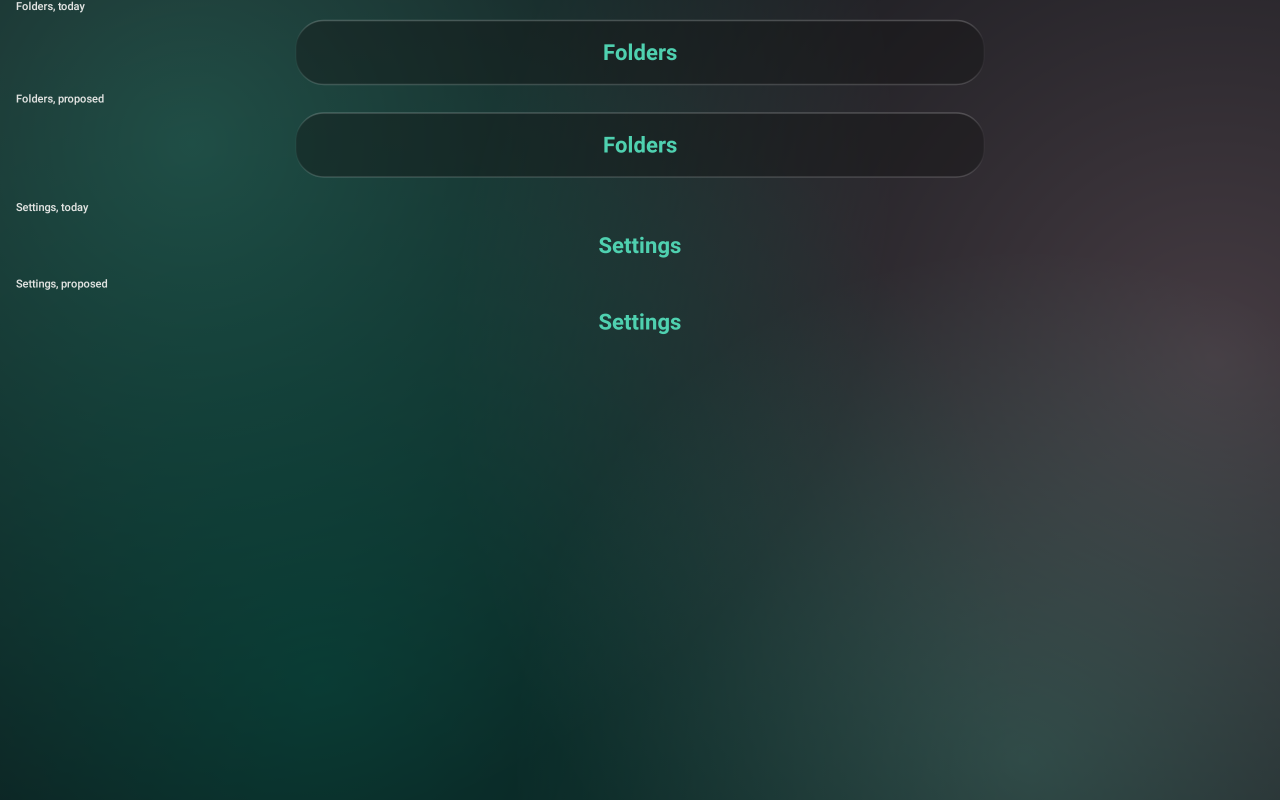 Folders, today
Folders
Folders, proposed
Folders
Settings, today
Settings
Settings, proposed
Settings